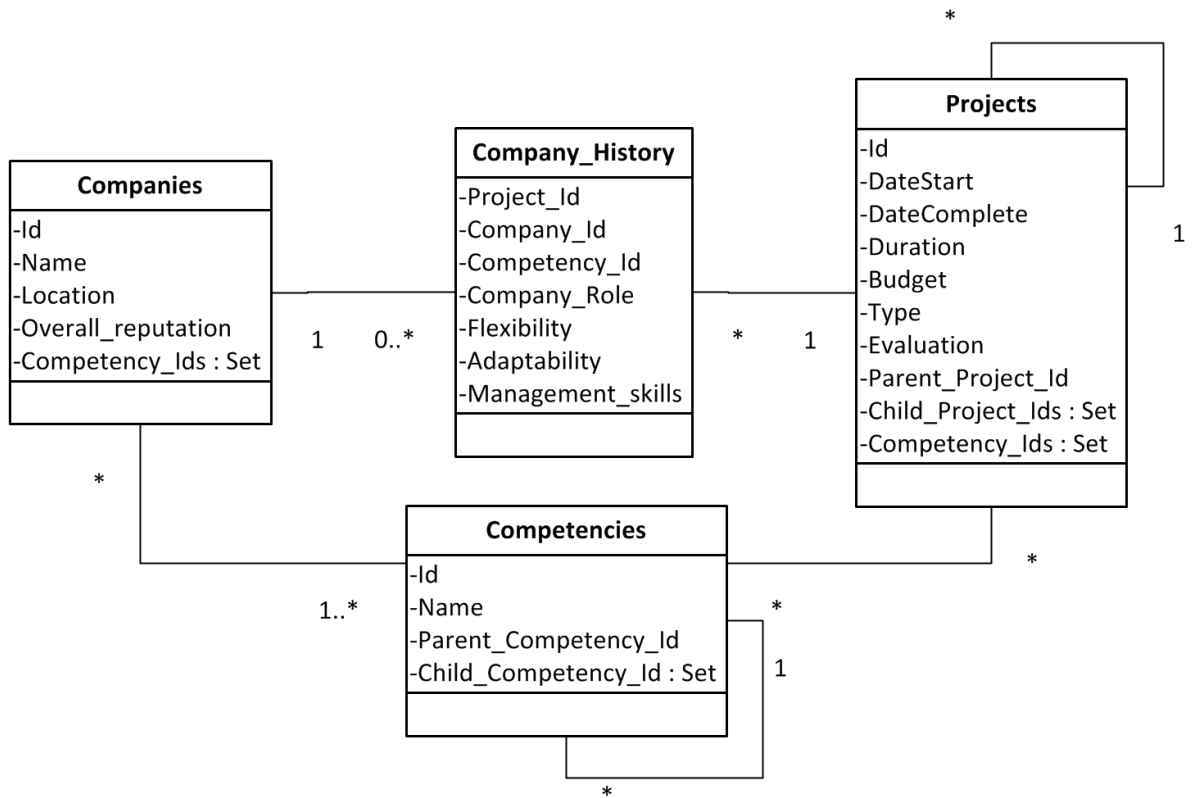 *
Projects
-Id
-DateStart
-DateComplete
-Duration
-Budget
-Type
-Evaluation
-Parent_Project_Id
-Child_Project_Ids : Set
-Competency_Ids : Set
1
Company_History
-Project_Id
-Company_Id
-Competency_Id
-Company_Role
-Flexibility
-Adaptability
-Management_skills
Companies
-Id
-Name
-Location
-Overall_reputation
-Competency_Ids : Set
1
0..*
*
1
*
1..*
Competencies
-Id
-Name
-Parent_Competency_Id
-Child_Competency_Id : Set
*
*
1
*